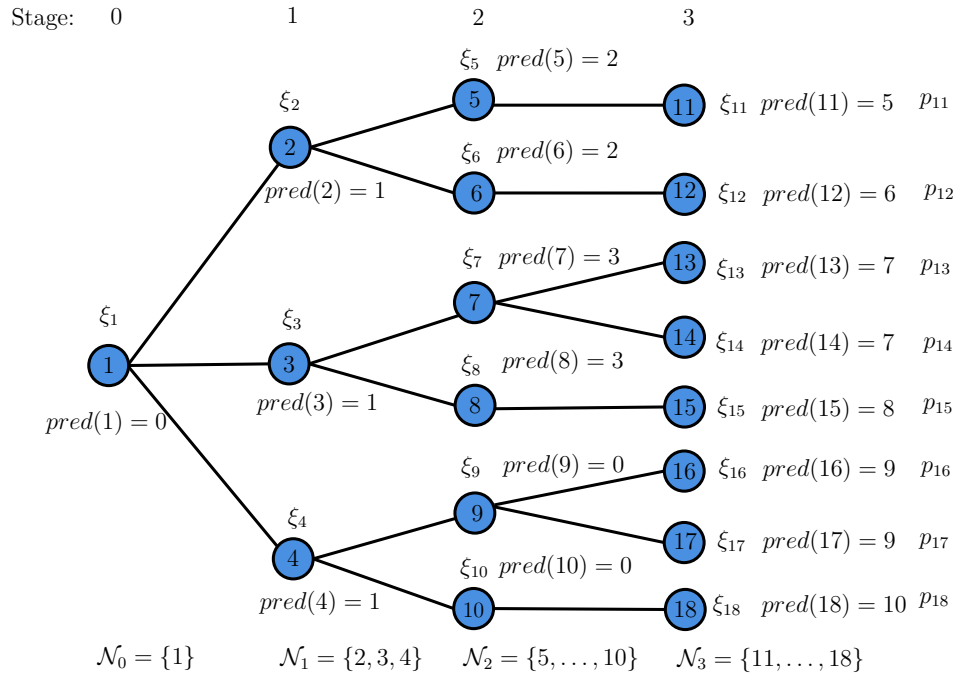 Stage: 0 1 2 3
ξ₅ pred(5) = 2
ξ₂
5
11 ξ₁₁ pred(11) = 5 p₁₁
2
ξ₆ pred(6) = 2
pred(2) = 1
6
12 ξ₁₂ pred(12) = 6 p₁₂
ξ₇ pred(7) = 3
13 ξ₁₃ pred(13) = 7 p₁₃
7
ξ₁
ξ₃
14 ξ₁₄ pred(14) = 7 p₁₄
1
3
ξ₈ pred(8) = 3
pred(3) = 1
8
15 ξ₁₅ pred(15) = 8 p₁₅
pred(1) = 0
ξ₉ pred(9) = 0
16 ξ₁₆ pred(16) = 9 p₁₆
9
ξ₄
17 ξ₁₇ pred(17) = 9 p₁₇
4
ξ₁₀ pred(10) = 0
pred(4) = 1
10
18 ξ₁₈ pred(18) = 10 p₁₈
𝒩₀ = {1} 𝒩₁ = {2, 3, 4} 𝒩₂ = {5, . . . , 10} 𝒩₃ = {11, . . . , 18}